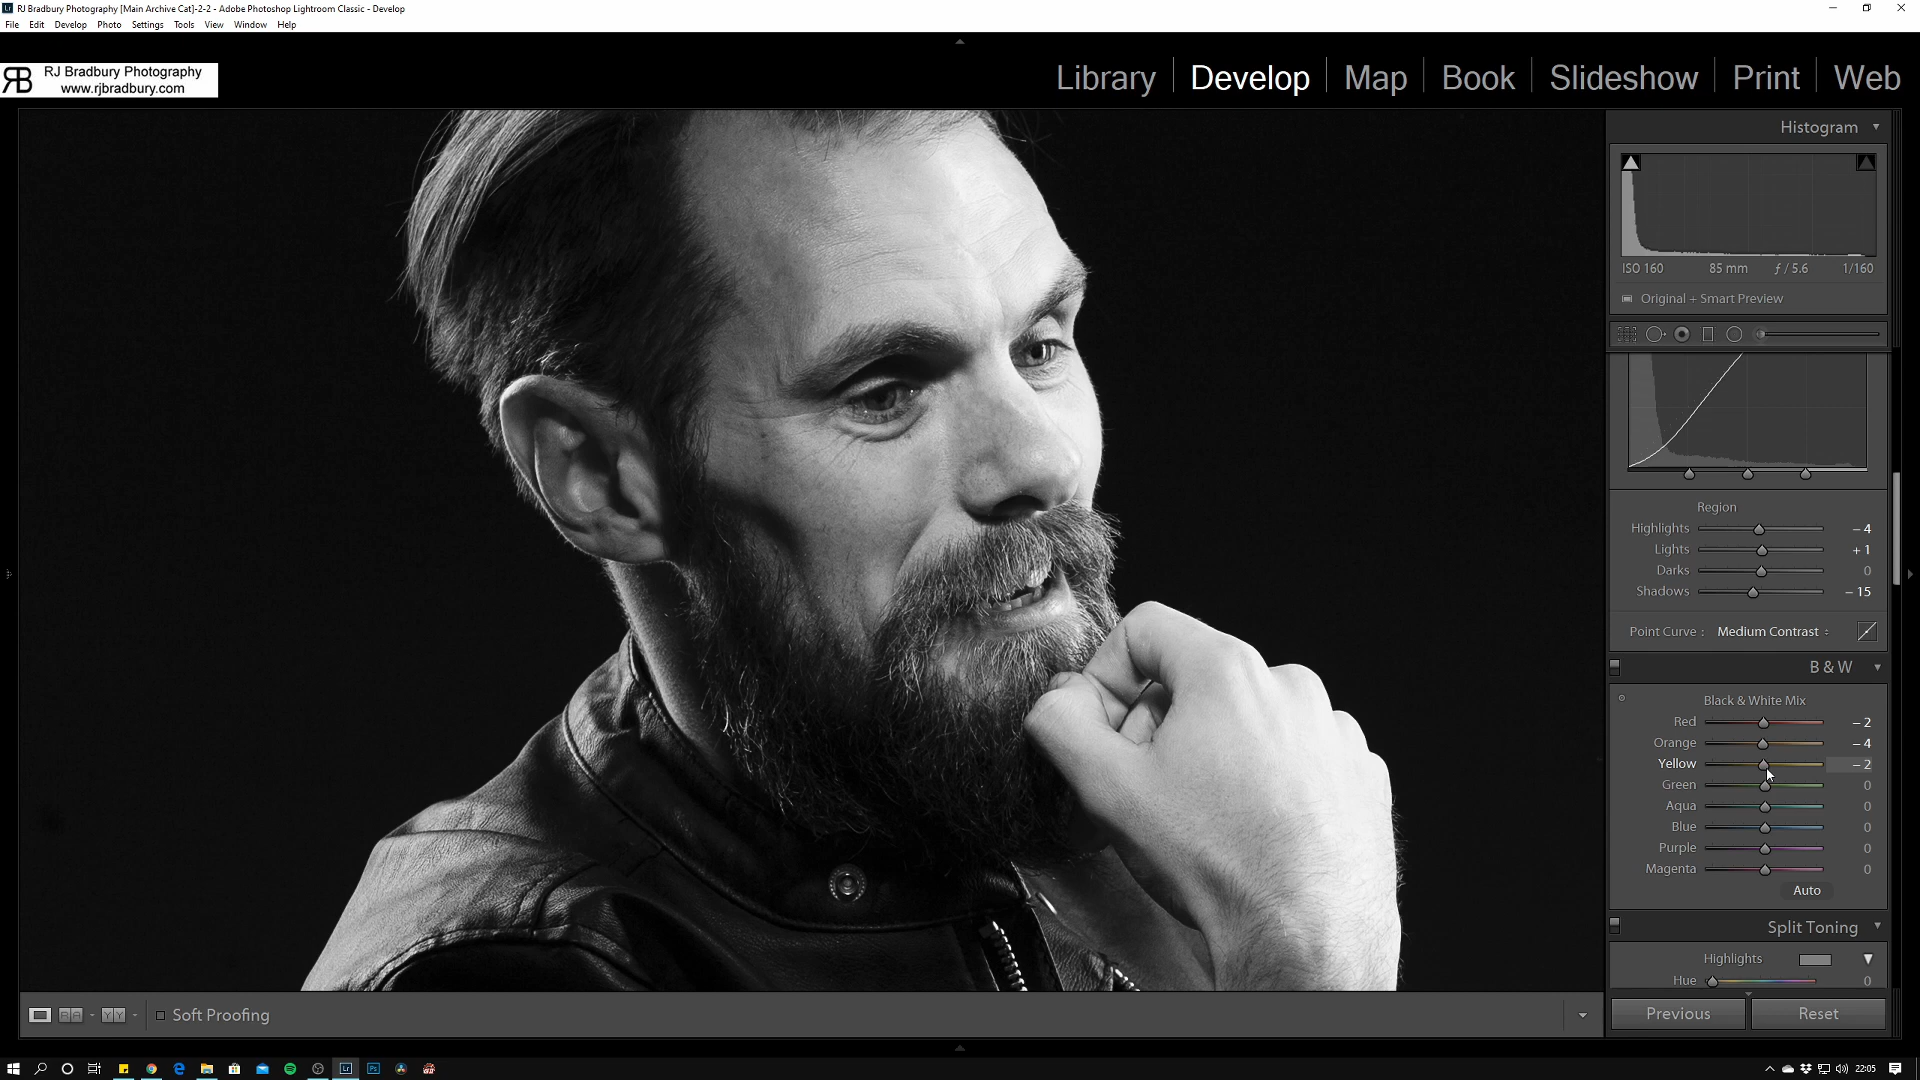 RJ Bradbury Photography [Main Archive Cat]-2-2 - Adobe Photoshop Lightroom Classic - Develop
File Edit Develop Photo Settings Tools View Window Help
RB RJ Bradbury Photography
www.rjbradbury.com
Library Develop Map Book Slideshow Print Web
Histogram
ISO 160 85 mm ƒ / 5.6 1/160
Original + Smart Preview
Region
Highlights − 4
Lights + 1
Darks 0
Shadows − 15
Point Curve : Medium Contrast
B & W
Black & White Mix
Red − 2
Orange − 4
Yellow − 2
Green 0
Aqua 0
Blue 0
Purple 0
Magenta 0
Auto
Split Toning
Highlights
Hue 0
Previous Reset
R A Y Y Soft Proofing
Lr Ps 22:05